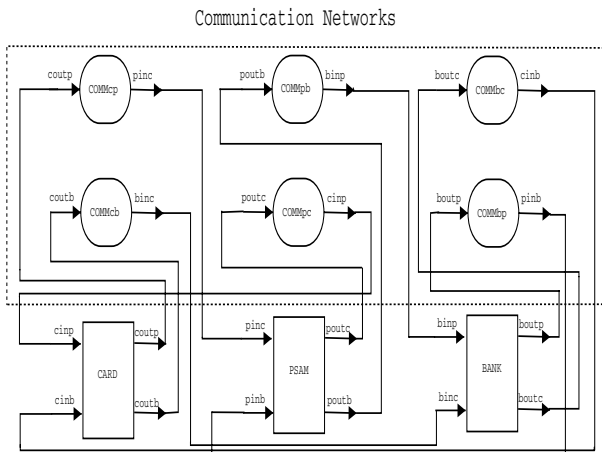 Communication Networks
coutp COMMcp pinc
poutb COMMpb binp
boutc COMMbc cinb
coutb COMMcb binc
poutc COMMpc cinp
boutp COMMbp pinb
cinp CARD coutp
cinb coutb
pinc PSAM poutc
pinb poutb
binp BANK boutp
binc boutc